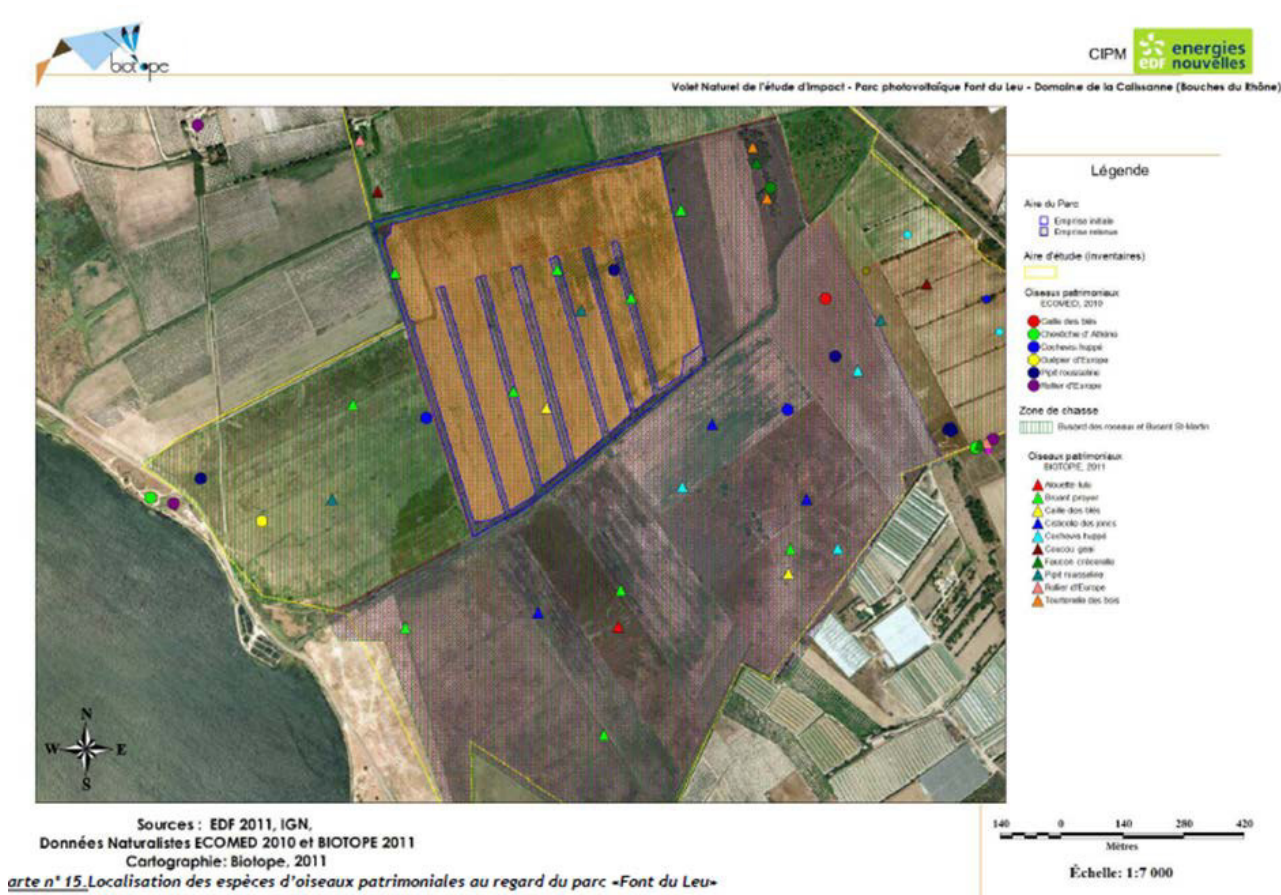 biotope
CIPM
edf energies nouvelles
Volet Naturel de l'étude d'impact - Parc photovoltaïque Font du Leu - Domaine de la Calissanne (Bouches du Rhône)
Légende
Aire du Parc
Emprise initiale
Emprise retenue
Aire d'étude (inventaires)
Oiseaux patrimoniaux
ECOMED, 2010
Caille des blés
Chevêche d'Athéna
Cochevis huppé
Guêpier d'Europe
Pipit rousseline
Rollier d'Europe
Zone de chasse
Busard des roseaux et Busard St-Martin
Oiseaux patrimoniaux
BIOTOPE, 2011
Alouette lulu
Bruant proyer
Caille des blés
Cisticole des joncs
Cochevis huppé
Coucou geai
Faucon crécerelle
Pipit rousseline
Rollier d'Europe
Tourterelle des bois
N
W E
S
Sources : EDF 2011, IGN,
Données Naturalistes ECOMED 2010 et BIOTOPE 2011
Cartographie: Biotope, 2011
140 0 140 280 420
Mètres
Échelle: 1:7 000
arte n° 15.Localisation des espèces d'oiseaux patrimoniales au regard du parc «Font du Leu»